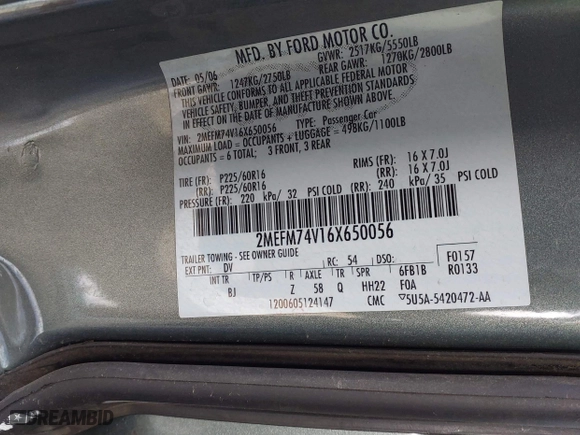 MFD. BY FORD MOTOR CO.
DATE: 05/06 GVWR: 2517KG/5550LB
FRONT GAWR: 1247KG/2750LB REAR GAWR: 1270KG/2800LB
THIS VEHICLE CONFORMS TO ALL APPLICABLE FEDERAL MOTOR
VEHICLE SAFETY, BUMPER, AND THEFT PREVENTION STANDARDS
IN EFFECT ON THE DATE OF MANUFACTURE SHOWN ABOVE.
VIN: 2MEFM74V16X650056 TYPE: Passenger Car
MAXIMUM LOAD = OCCUPANTS + LUGGAGE = 498KG/1100LB
OCCUPANTS = 6 TOTAL; 3 FRONT, 3 REAR
TIRE (FR): P225/60R16 RIMS (FR): 16 X 7.0J
(RR): P225/60R16 (RR): 16 X 7.0J
PRESSURE (FR): 220 kPa/ 32 PSI COLD (RR): 240 kPa/ 35 PSI COLD
2MEFM74V16X650056
TRAILER TOWING - SEE OWNER GUIDE
EXT PNT: DV RC: 54 DSO: F0157
INT TR TP/PS R AXLE TR SPR 6FB1B R0133
BJ Z 58 Q HH22 FOA
1200605124147 CMC ▽5U5A-5420472-AA
DREAMBID